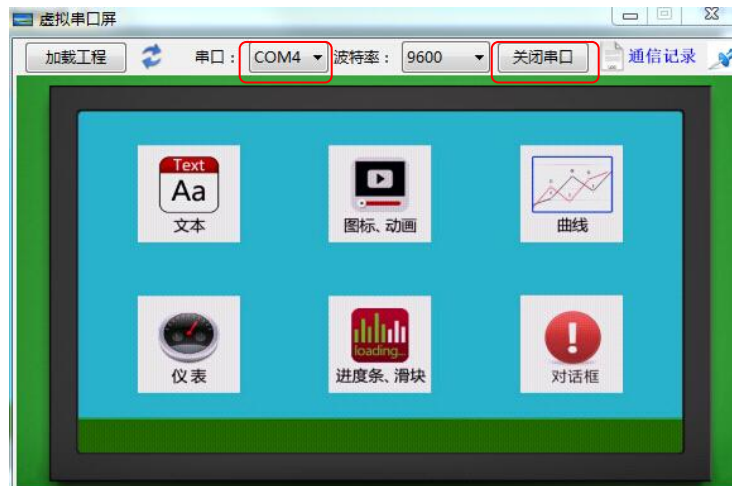 虚拟串口屏
加载工程 串口： COM4 波特率： 9600 关闭串口 通信记录
Text
Aa
文本 图标、动画 曲线
loading...
仪表 进度条、滑块 对话框